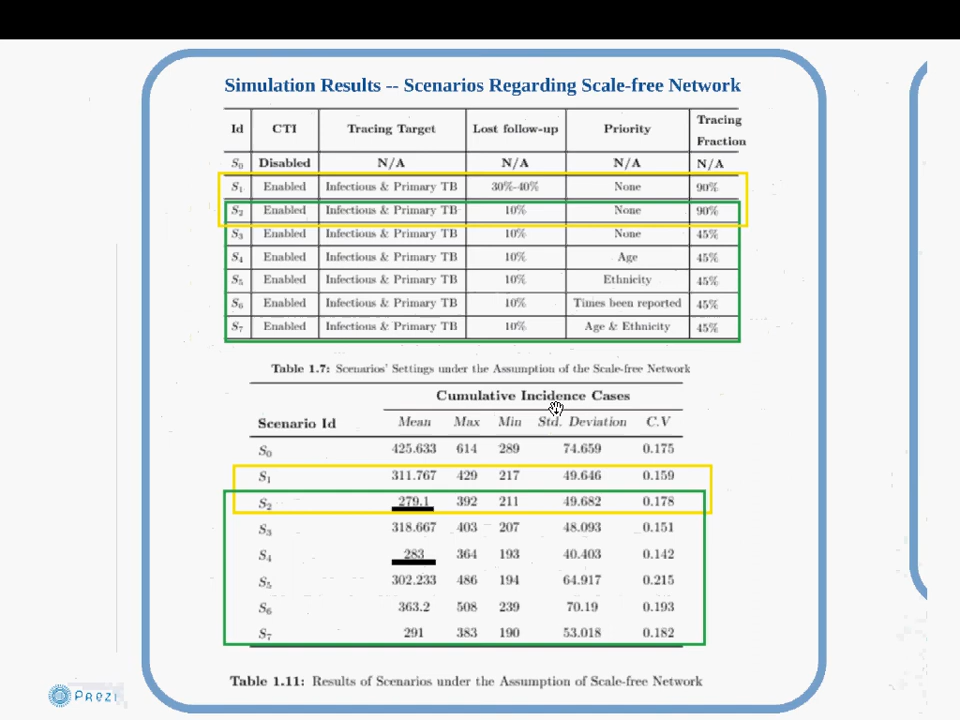 Simulation Results -- Scenarios Regarding Scale-free Network
Id CTI Tracing Target Lost follow-up Priority Tracing Fraction
S0 Disabled N/A N/A N/A N/A
S1 Enabled Infectious & Primary TB 30%-40% None 90%
S2 Enabled Infectious & Primary TB 10% None 90%
S3 Enabled Infectious & Primary TB 10% None 45%
S4 Enabled Infectious & Primary TB 10% Age 45%
S5 Enabled Infectious & Primary TB 10% Ethnicity 45%
S6 Enabled Infectious & Primary TB 10% Times been reported 45%
S7 Enabled Infectious & Primary TB 10% Age & Ethnicity 45%
Table 1.7: Scenarios' Settings under the Assumption of the Scale-free Network
Cumulative Incidence Cases
Scenario Id Mean Max Min Std. Deviation C.V
S0 425.633 614 289 74.659 0.175
S1 311.767 429 217 49.646 0.159
S2 279.1 392 211 49.682 0.178
S3 318.667 403 207 48.093 0.151
S4 283 364 193 40.403 0.142
S5 302.233 486 194 64.917 0.215
S6 363.2 508 239 70.19 0.193
S7 291 383 190 53.018 0.182
Table 1.11: Results of Scenarios under the Assumption of Scale-free Network
Prezi